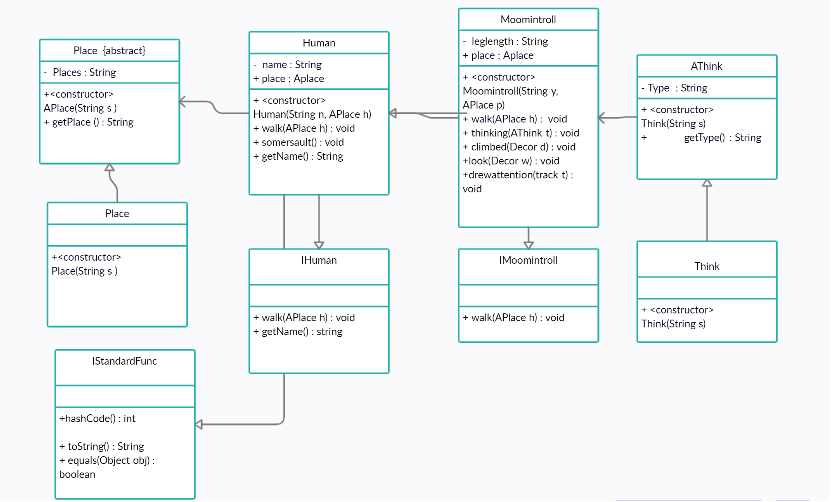 Place {abstract}
- Places : String
+<constructor>
APlace(String s )
+ getPlace () : String
Place
+<constructor>
Place(String s )
IStandardFunc
+hashCode() : int
+ toString() : String
+ equals(Object obj) :
boolean
Human
- name : String
+ place ; Aplace
+ <constructor>
Human(String n, APlace h)
+ walk(APlace h) : void
+ somersault() : void
+ getName() : String
IHuman
+ walk(APlace h) : void
+ getName() : string
Moomintroll
- leglength : String
+ place ; Aplace
+ <constructor>
Moomintroll(String y,
APlace p)
+ walk(APlace h) : void
+ thinking(AThink t) : void
+ climbed(Decor d) : void
+look(Decor w) : void
+drewattention(track t) :
void
IMoomintroll
+ walk(APlace h) : void
AThink
- Type : String
+ <constructor>
Think(String s)
+ getType() : String
Think
+ <constructor>
Think(String s)